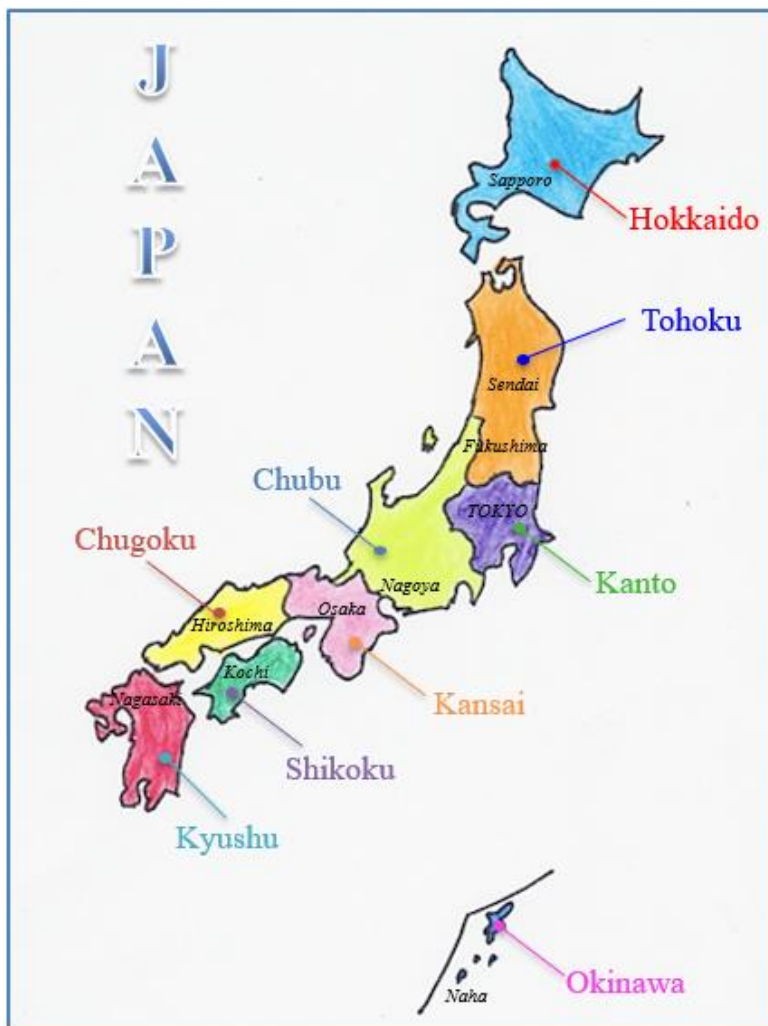 JAPAN
Sapporo
Hokkaido
Tohoku
Sendai
Fukushima
Chubu
TOKYO
Chugoku
Kanto
Nagoya
Osaka
Hiroshima
Kochi
Nagasaki
Kansai
Shikoku
Kyushu
Okinawa
Naha